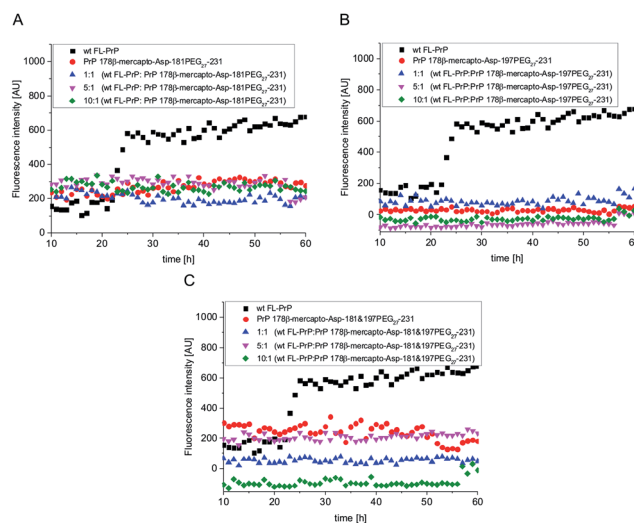 A
wt FL-PrP
PrP 178β-mercapto-Asp-181PEG27-231
1:1 (wt FL-PrP: PrP 178β-mercapto-Asp-181PEG27-231)
5:1 (wt FL-PrP: PrP 178β-mercapto-Asp-181PEG27-231)
10:1 (wt FL-PrP: PrP 178β-mercapto-Asp-181PEG27-231)
Fluorescence intensity [AU]
1000
800
600
400
200
0
10 20 30 40 50 60
time [h]
B
wt FL-PrP
PrP 178β-mercapto-Asp-197PEG27-231
1:1 (wt FL-PrP:PrP 178β-mercapto-Asp-197PEG27-231)
5:1 (wt FL-PrP:PrP 178β-mercapto-Asp-197PEG27-231)
10:1 (wt FL-PrP:PrP 178β-mercapto-Asp-197PEG27-231)
Fluorescence intensity [AU]
1000
800
600
400
200
0
10 20 30 40 50 60
time [h]
C
wt FL-PrP
PrP 178β-mercapto-Asp-181&197PEG27-231
1:1 (wt FL-PrP:PrP 178β-mercapto-Asp-181&197PEG27-231)
5:1 (wt FL-PrP:PrP 178β-mercapto-Asp-181&197PEG27-231)
10:1 (wt FL-PrP:PrP 178β-mercapto-Asp-181&197PEG27-231)
Fluorescence intensity [AU]
1000
800
600
400
200
0
10 20 30 40 50 60
time [h]